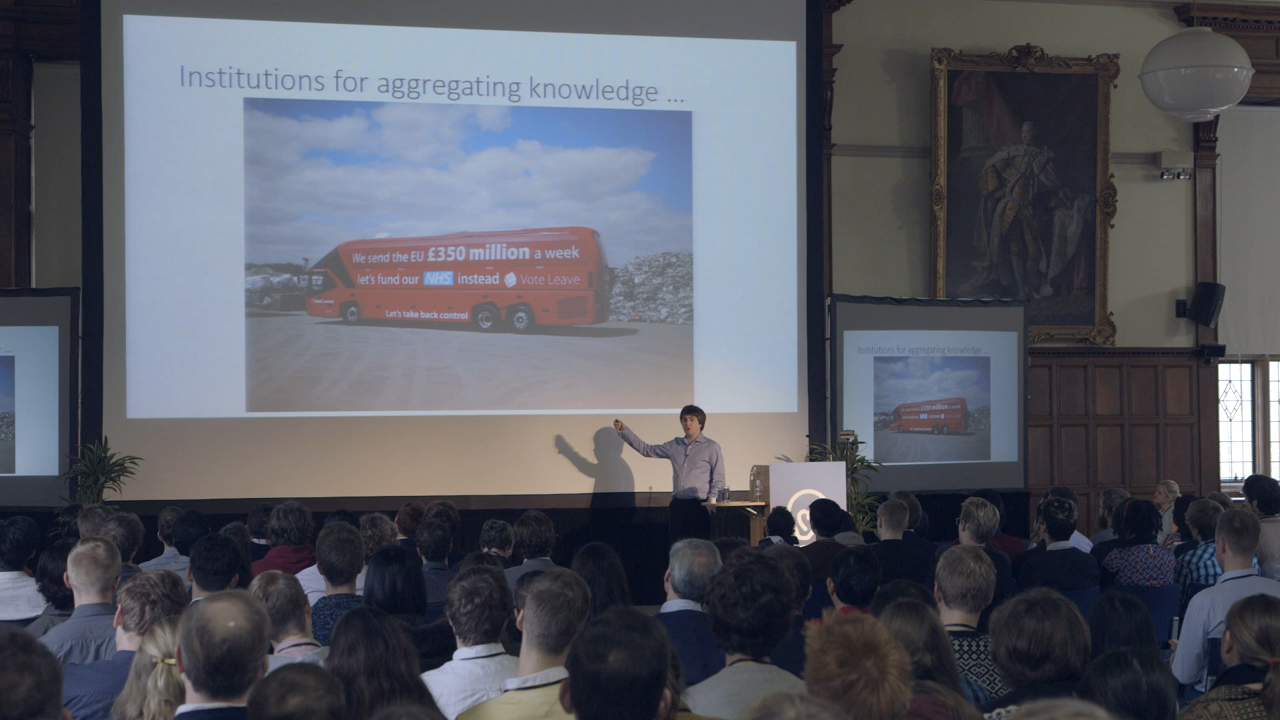 Institutions for aggregating knowledge ...
We send the EU £350 million a week
let's fund our NHS instead Vote Leave
Let's take back control
Institutions for aggregating knowledge ...